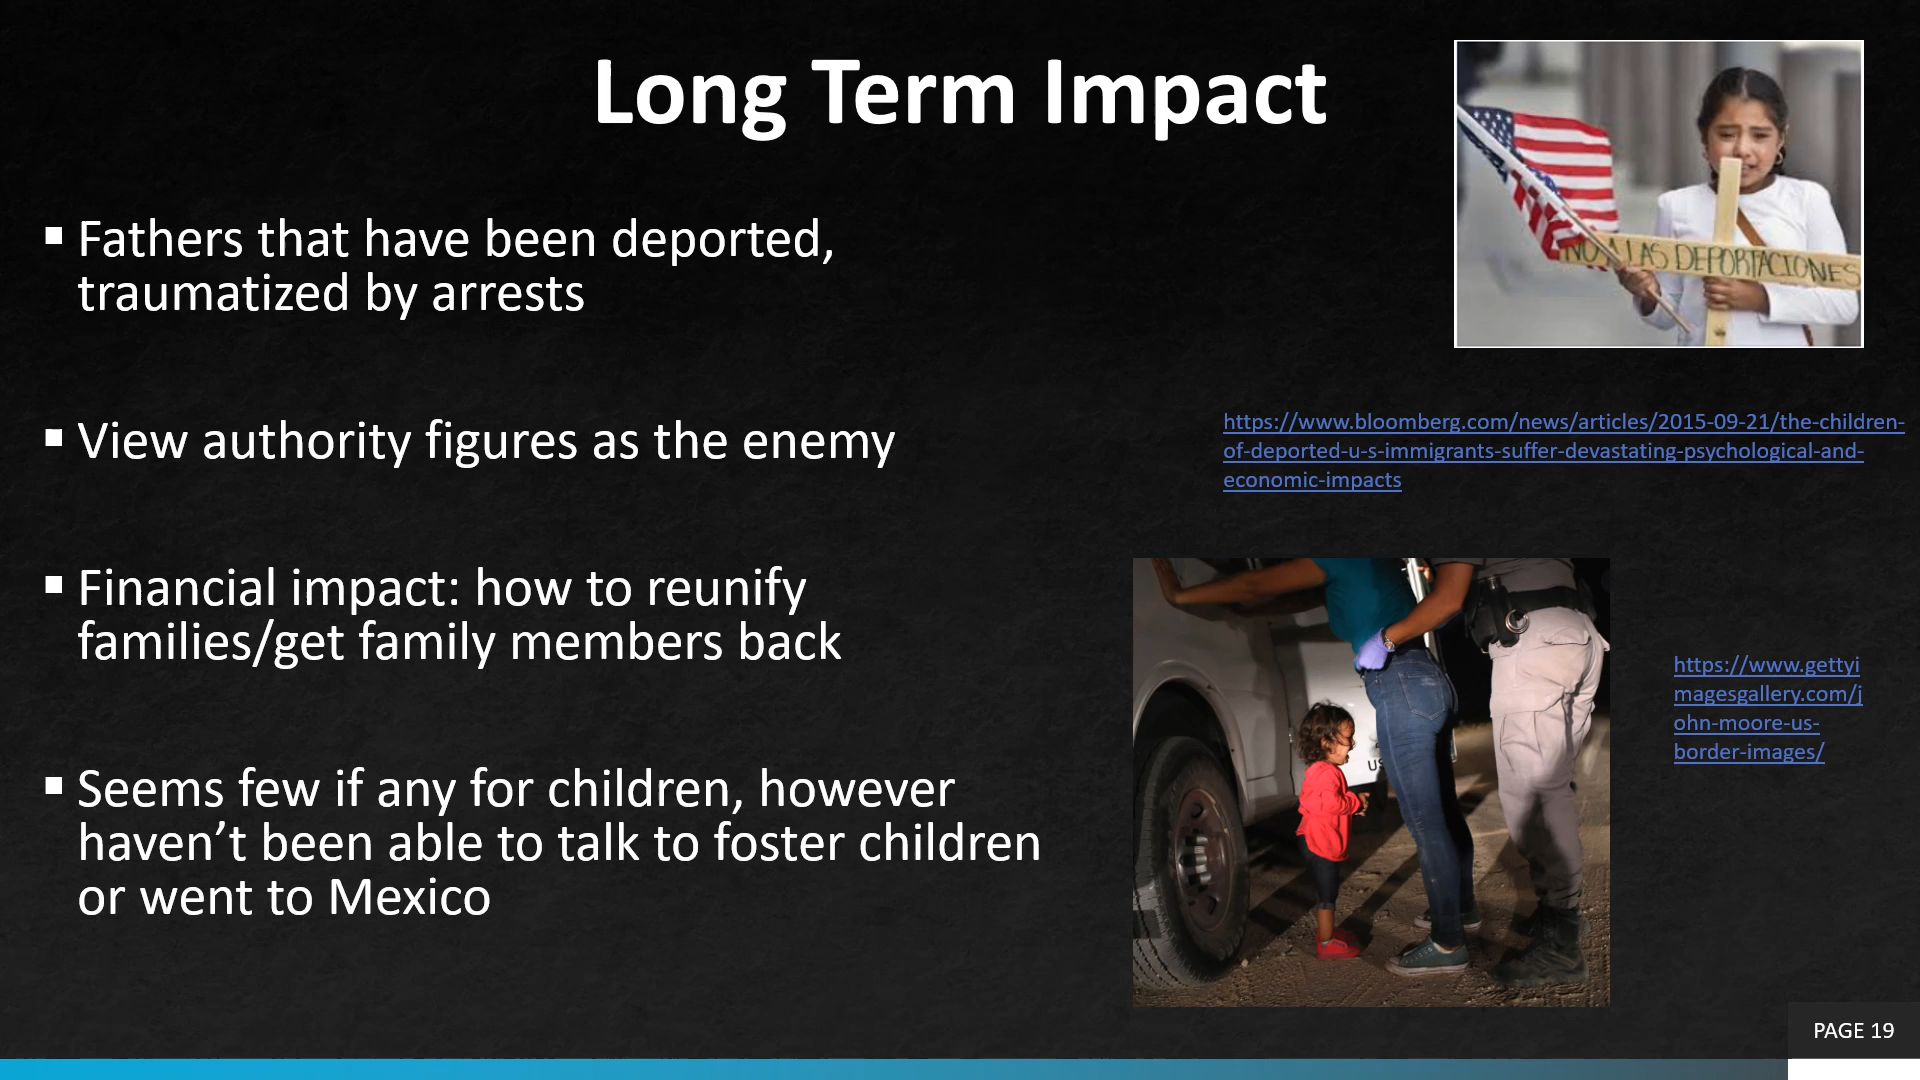 Long Term Impact
▪ Fathers that have been deported,
traumatized by arrests
▪ View authority figures as the enemy
▪ Financial impact: how to reunify
families/get family members back
▪ Seems few if any for children, however
haven’t been able to talk to foster children
or went to Mexico
NO A LAS DEPORTACIONES
https://www.bloomberg.com/news/articles/2015-09-21/the-children-
of-deported-u-s-immigrants-suffer-devastating-psychological-and-
economic-impacts
US
https://www.gettyi
magesgallery.com/j
ohn-moore-us-
border-images/
PAGE 19